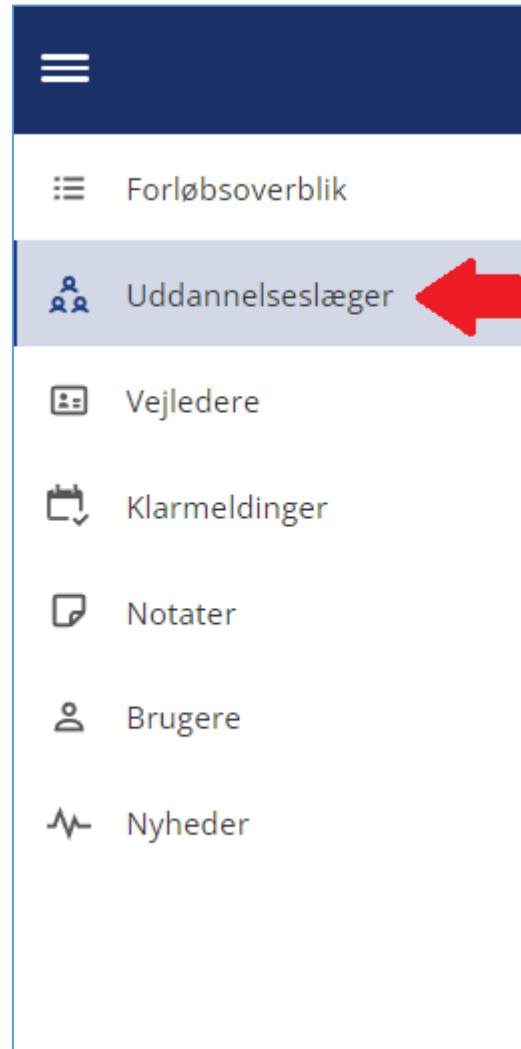 Forløbsoverblik
Uddannelseslæger
Vejledere
Klarmeldinger
Notater
Brugere
Nyheder